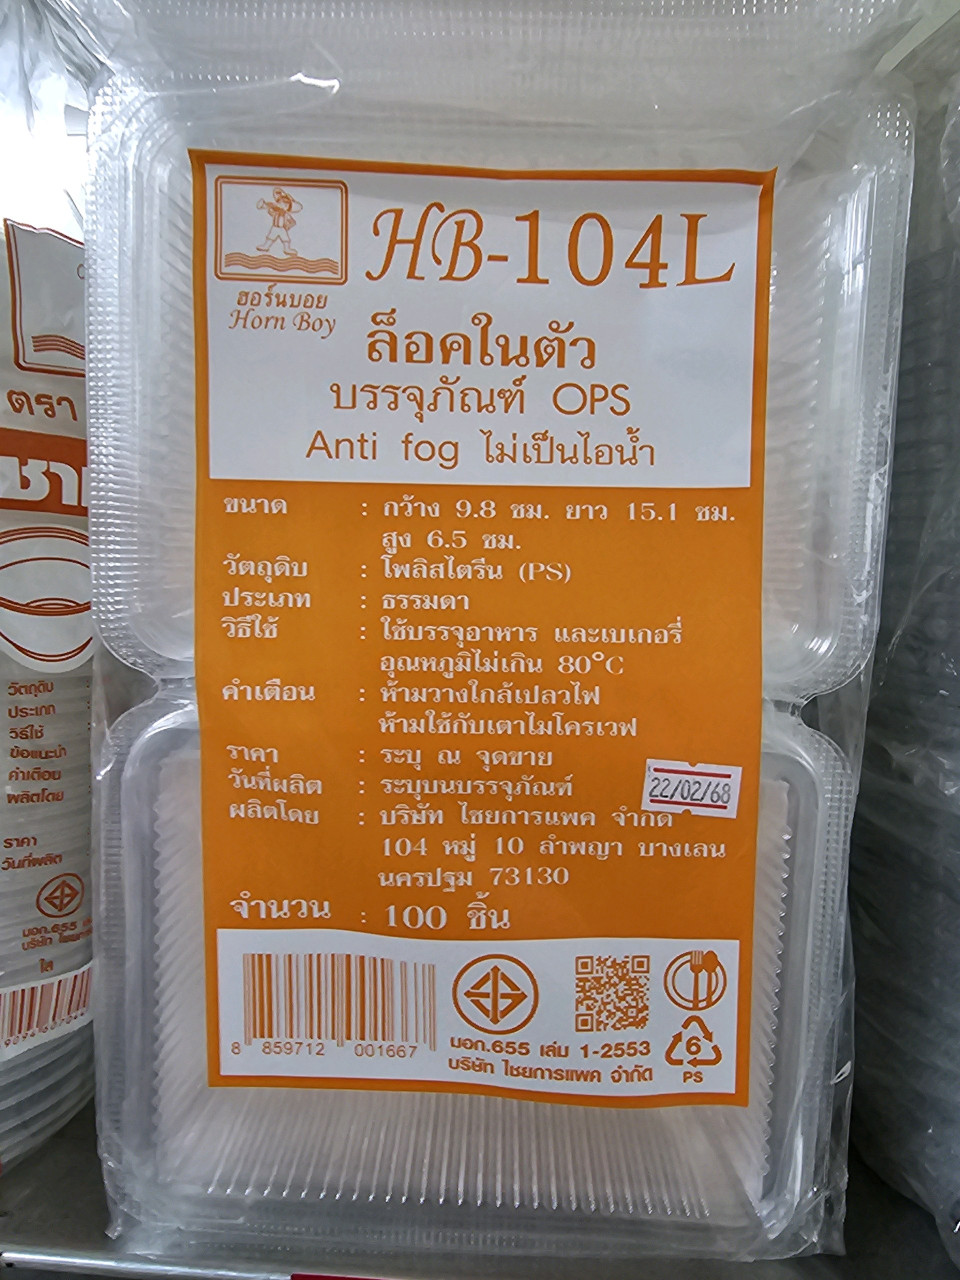 ฮอร์นบอย
Horn Boy
HB-104L
ล็อคในตัว
บรรจุภัณฑ์ OPS
Anti fog ไม่เป็นไอน้ำ
ขนาด : กว้าง 9.8 ซม. ยาว 15.1 ซม.
สูง 6.5 ซม.
วัตถุดิบ : โพลิสไตรีน (PS)
ประเภท : ธรรมดา
วิธีใช้ : ใช้บรรจุอาหาร และเบเกอรี่
อุณหภูมิไม่เกิน 80°C
คำเตือน : ห้ามวางใกล้เปลวไฟ
ห้ามใช้กับเตาไมโครเวฟ
ราคา : ระบุ ณ จุดขาย
วันที่ผลิต : ระบุบนบรรจุภัณฑ์
22/02/68
ผลิตโดย : บริษัท ไชยการแพค จำกัด
104 หมู่ 10 ลำพญา บางเลน
นครปฐม 73130
จำนวน : 100 ชิ้น
8 859712 001667
มอก.655 เล่ม 1-2553
บริษัท ไชยการแพค จำกัด
6
PS
ตรา
วัตถุดิบ
ประเภท
วิธีใช้
ข้อแนะนำ
คำเตือน
ผลิตโดย
ราคา
วันที่ผลิต
มอก.655
บริษัท ไชยการ